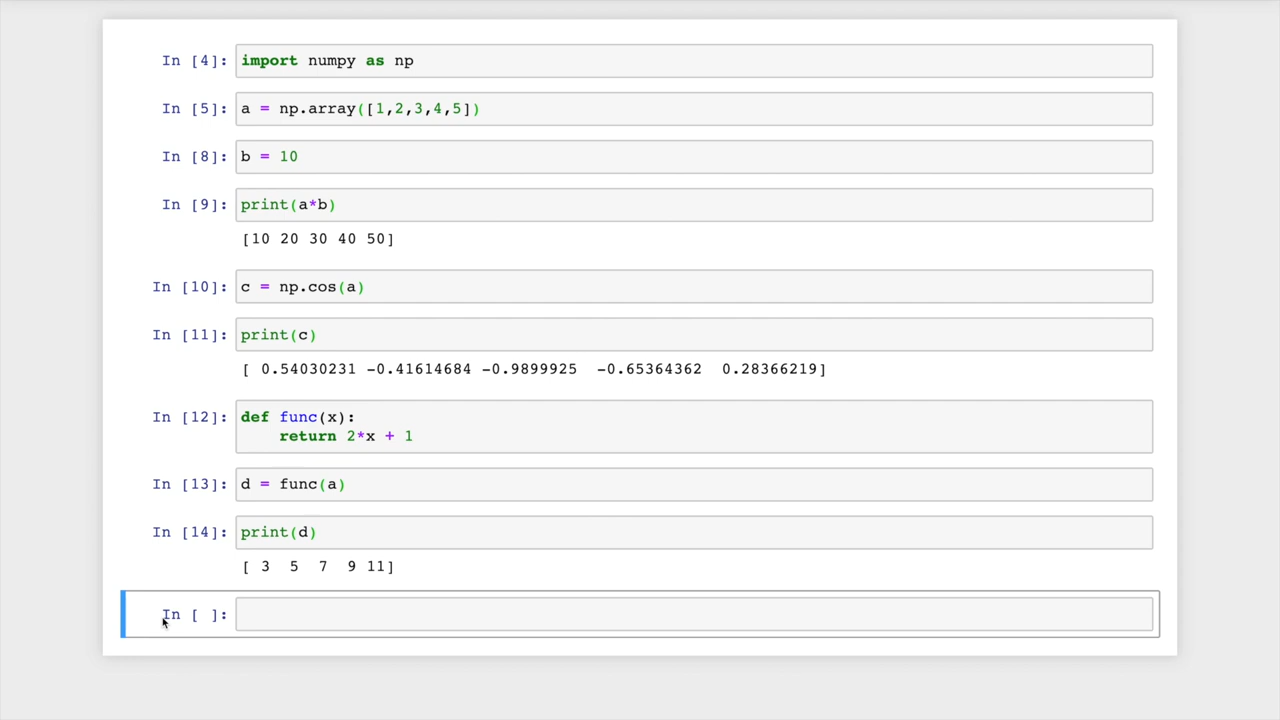 In [4]: import numpy as np
In [5]: a = np.array([1,2,3,4,5])
In [8]: b = 10
In [9]: print(a*b)
[10 20 30 40 50]
In [10]: c = np.cos(a)
In [11]: print(c)
[ 0.54030231 -0.41614684 -0.9899925  -0.65364362  0.28366219]
In [12]: def func(x):
    return 2*x + 1
In [13]: d = func(a)
In [14]: print(d)
[ 3  5  7  9 11]
In [ ]: